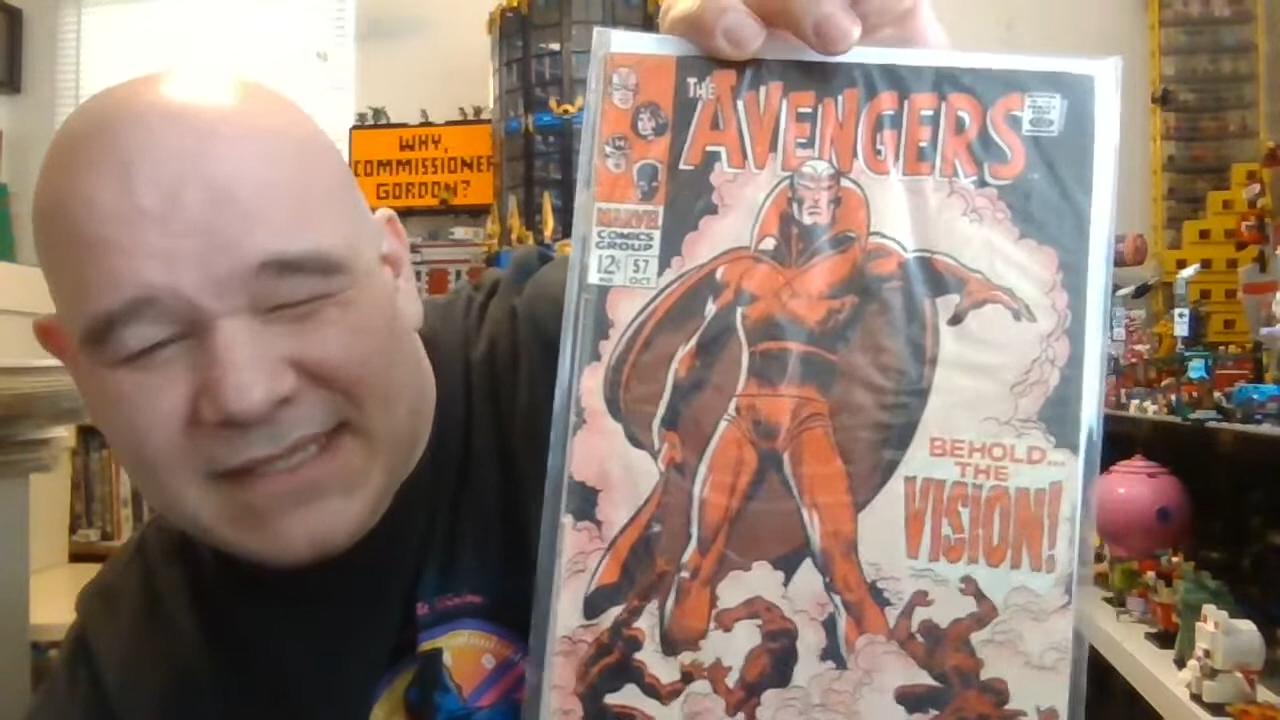 WHY,
COMMISSIONER
GORDON?
THE
AVENGERS
MARVEL
COMICS
GROUP
12¢ 57
OCT
BEHOLD...
THE
VISION!